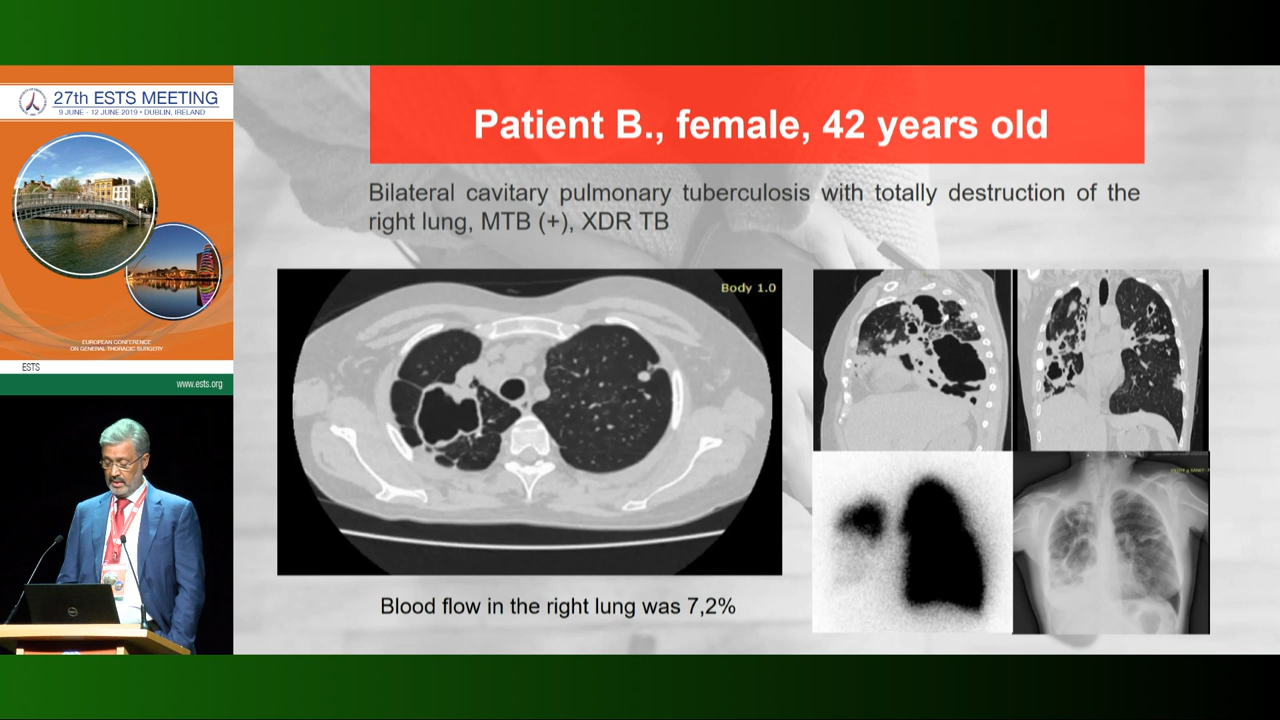 27th ESTS MEETING
9 JUNE - 12 JUNE 2019 • DUBLIN, IRELAND
EUROPEAN CONFERENCE
ON GENERAL THORACIC SURGERY
ESTS
www.ests.org
Patient B., female, 42 years old
Bilateral cavitary pulmonary tuberculosis with totally destruction of the
right lung, MTB (+), XDR TB
Body 1.0
Blood flow in the right lung was 7,2%